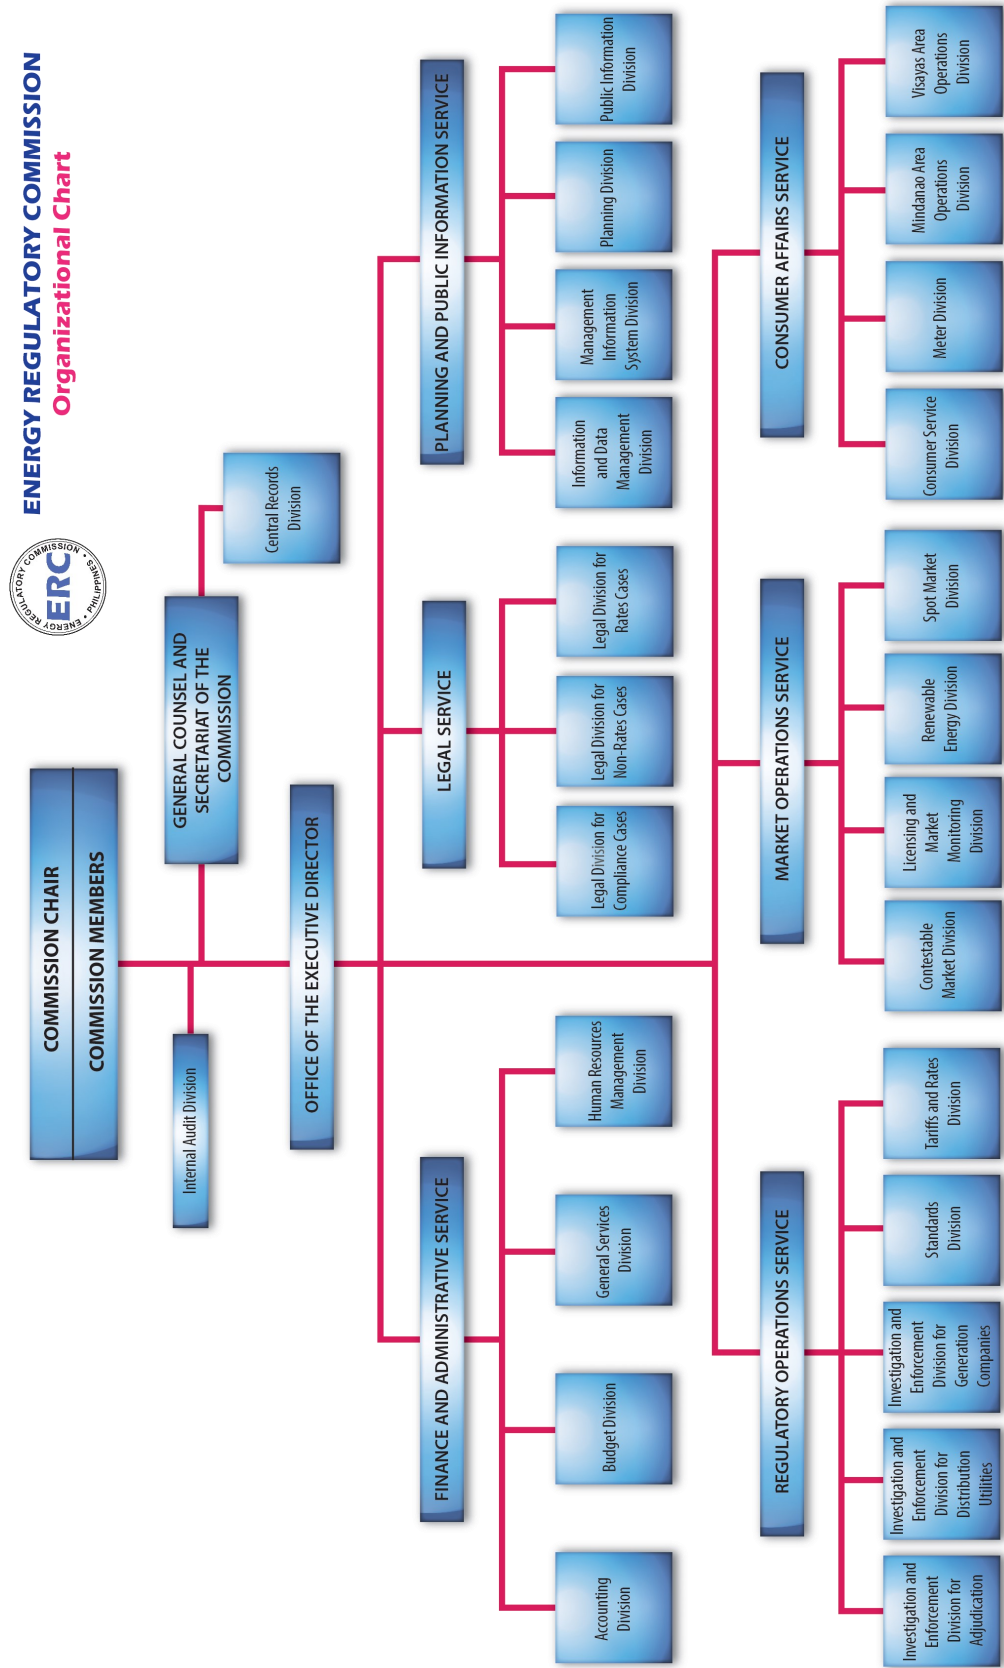 ENERGY REGULATORY COMMISSION
Organizational Chart
ENERGY REGULATORY COMMISSION • PHILIPPINES •
ERC
COMMISSION CHAIR
COMMISSION MEMBERS
Internal Audit Division
GENERAL COUNSEL AND
SECRETARIAT OF THE
COMMISSION
Central Records
Division
OFFICE OF THE EXECUTIVE DIRECTOR
FINANCE AND ADMINISTRATIVE SERVICE
Accounting
Division
Budget Division
General Services
Division
Human Resources
Management
Division
LEGAL SERVICE
Legal Division for
Compliance Cases
Legal Division for
Non-Rates Cases
Legal Division for
Rates Cases
PLANNING AND PUBLIC INFORMATION SERVICE
Information
and Data
Management
Division
Management
Information
System Division
Planning Division
Public Information
Division
REGULATORY OPERATIONS SERVICE
Investigation and
Enforcement
Division for
Adjudication
Investigation and
Enforcement
Division for
Distribution
Utilities
Investigation and
Enforcement
Division for
Generation
Companies
Standards
Division
Tariffs and Rates
Division
MARKET OPERATIONS SERVICE
Contestable
Market Division
Licensing and
Market
Monitoring
Division
Renewable
Energy Division
Spot Market
Division
CONSUMER AFFAIRS SERVICE
Consumer Service
Division
Meter Division
Mindanao Area
Operations
Division
Visayas Area
Operations
Division